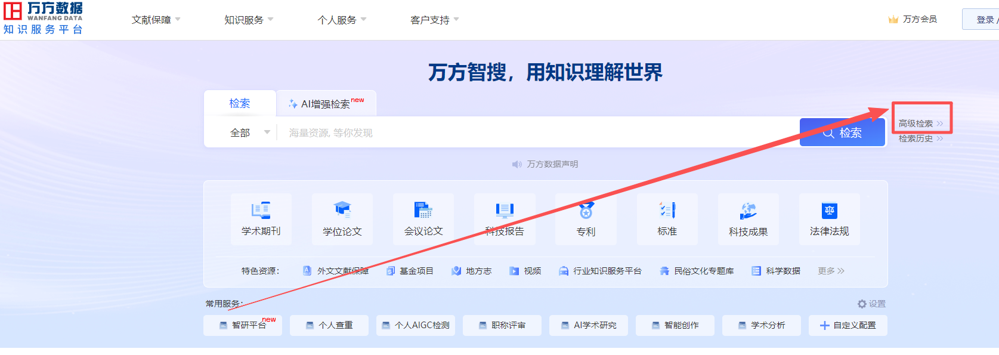 万方数据
WANFANG DATA
知识服务平台
文献保障 知识服务 个人服务 客户支持 万方会员 登录 /
万方智搜，用知识理解世界
检索 AI增强检索 new
全部 海量资源, 等你发现 检索
高级检索
检索历史
万方数据声明
学术期刊 学位论文 会议论文 科技报告 专利 标准 科技成果 法律法规
特色资源： 外文文献保障 基金项目 地方志 视频 行业知识服务平台 民俗文化专题库 科学数据 更多
常用服务： 设置
智研平台 new 个人查重 个人AIGC检测 职称评审 AI学术研究 智能创作 学术分析 自定义配置